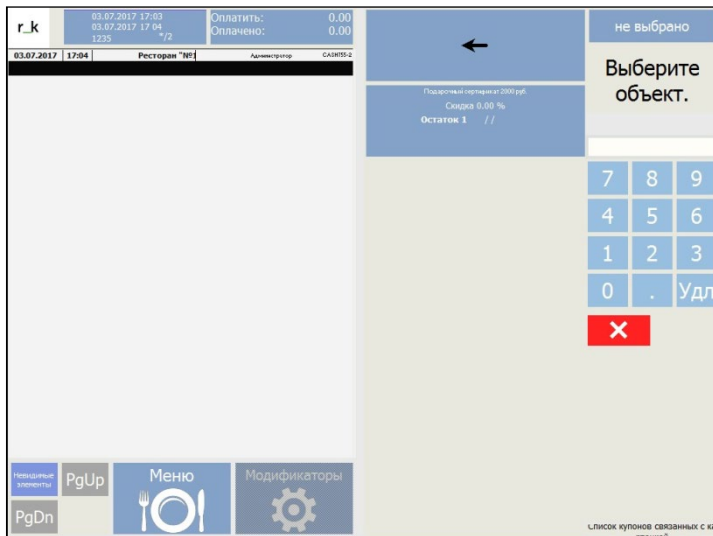 r_k
03.07.2017 17:03
03.07.2017 17 04
1235 */2
Оплатить: 0.00
Оплачено: 0.00
03.07.2017 17:04 Ресторан "№1 Администратор CASH155-2
Подарочный сертификат 2000 руб.
Скидка 0.00 %
Остаток 1 / /
не выбрано
Выберите
объект.
7 8 9
4 5 6
1 2 3
0 . Удл
Невидимые
элементы
PgUp
PgDn
Меню
Модификаторы
Список купонов связанных с ка